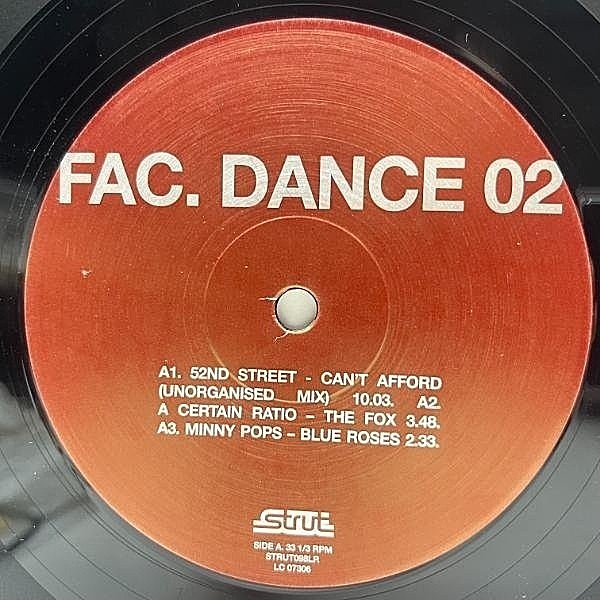 FAC. DANCE 02
A1. 52ND STREET - CAN'T AFFORD
(UNORGANISED MIX) 10.03. A2.
A CERTAIN RATIO – THE FOX 3.48.
A3. MINNY POPS – BLUE ROSES 2.33.
Strut
SIDE A. 33 1/3 RPM
STRUT098LR
LC 07306